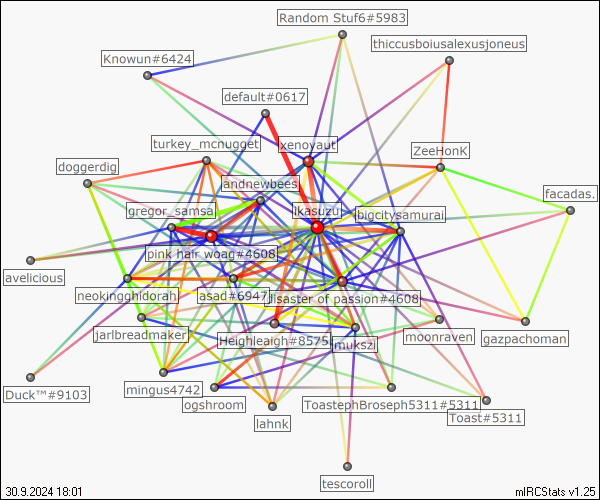 Random Stuf6#5983
thiccusboiusalexusjoneus
Knowun#6424
default#0617
turkey_mcnugget
xenoyaut
ZeeHonK
doggerdig
andnewbees
facadas.
gregor_samsa
ikasuzu
bigcitysamurai
pink hair woag#4608
avelicious
neokingghidorah
asad#6947
disaster of passion#4608
jarlbreadmaker
Heighleaigh#8575
mukszi
moonraven
gazpachoman
Duck™#9103
mingus4742
ogshroom
ToastephBroseph5311#5311
Toast#5311
lahnk
tescoroll
30.9.2024 18:01
mIRCStats v1.25